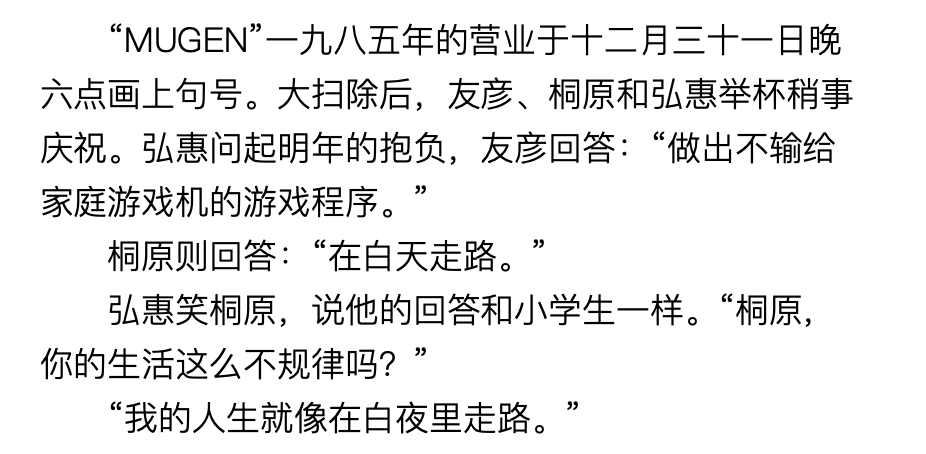 “MUGEN”一九八五年的营业于十二月三十一日晚
六点画上句号。大扫除后，友彦、桐原和弘惠举杯稍事
庆祝。弘惠问起明年的抱负，友彦回答：“做出不输给
家庭游戏机的游戏程序。”
桐原则回答：“在白天走路。”
弘惠笑桐原，说他的回答和小学生一样。“桐原，
你的生活这么不规律吗？”
“我的人生就像在白夜里走路。”